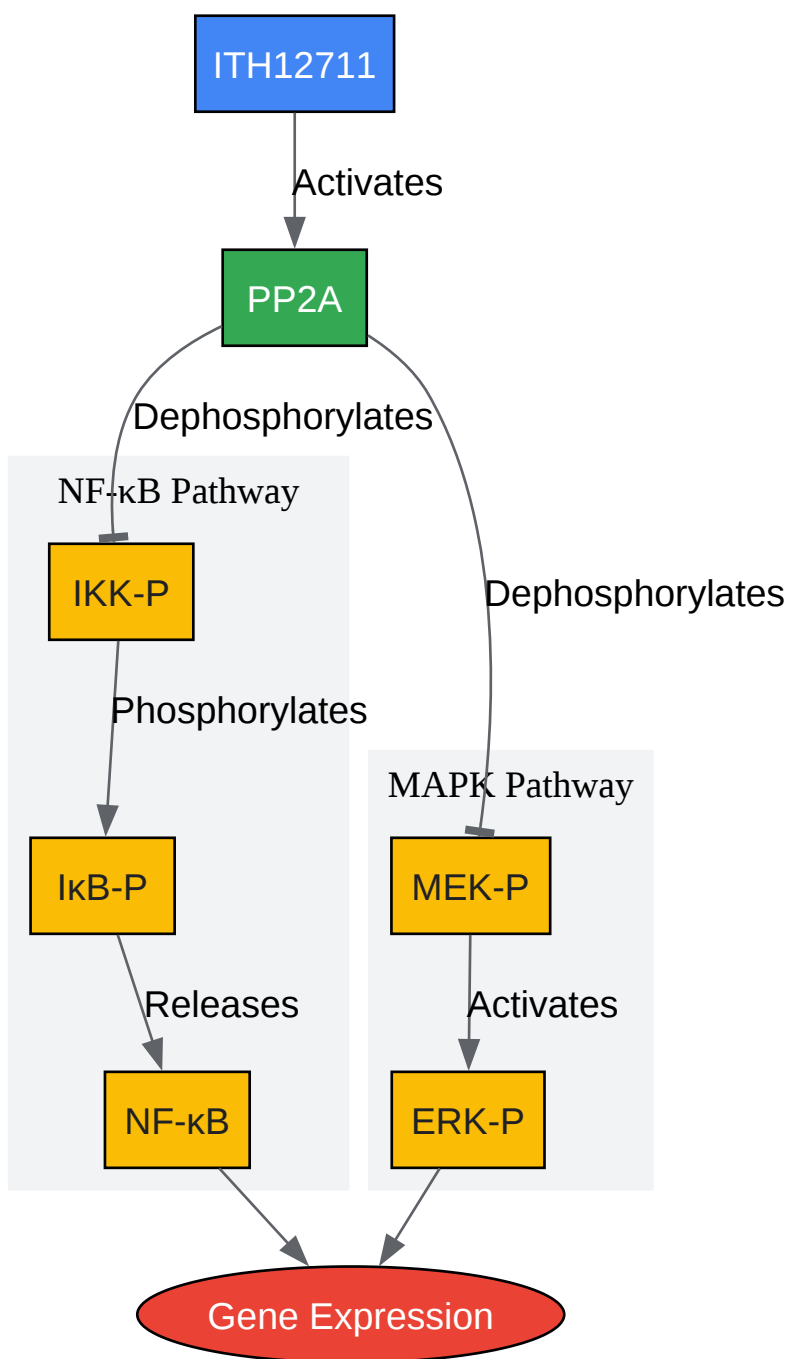 ITH12711
Activates
PP2A
Dephosphorylates
NF-κB Pathway
IKK-P
Dephosphorylates
Phosphorylates
MAPK Pathway
IκB-P
MEK-P
Releases
Activates
NF-κB
ERK-P
Gene Expression